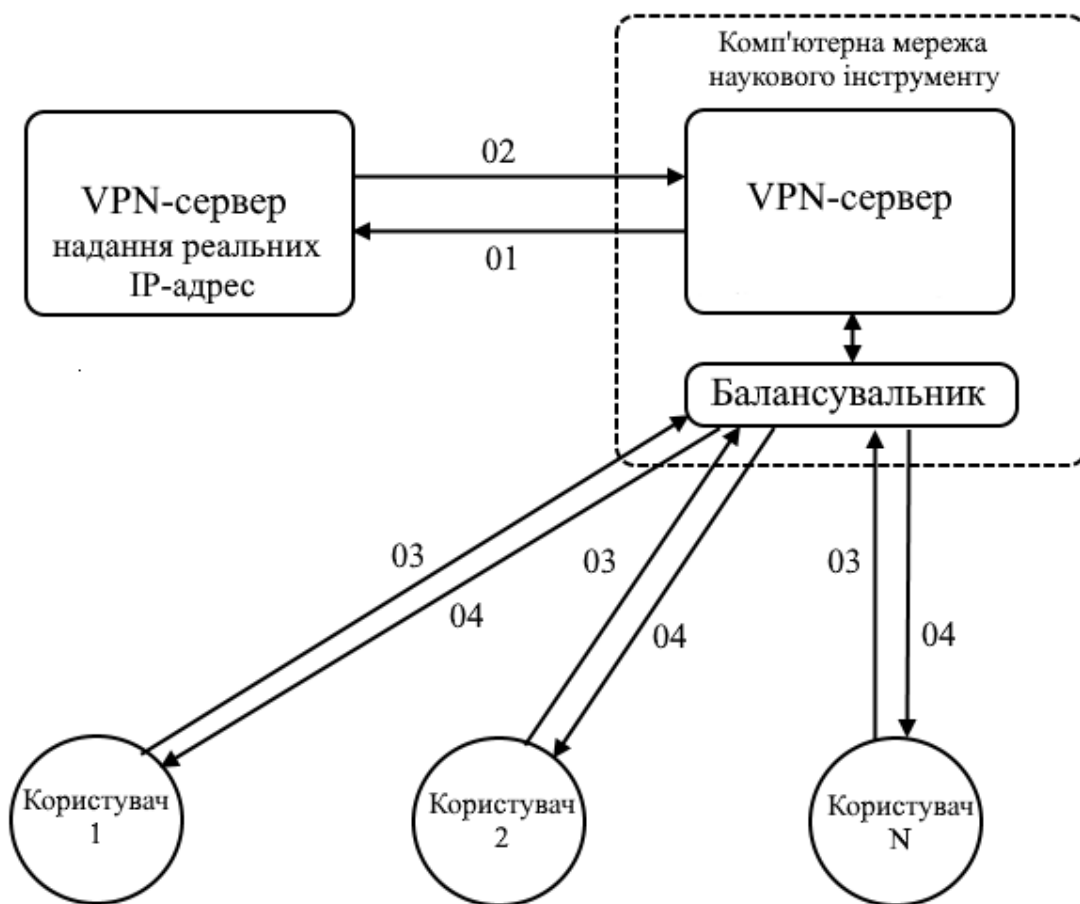 Комп'ютерна мережа
наукового інструменту
VPN-сервер
надання реальних
IP-адрес
02
01
VPN-сервер
Балансувальник
03
04
03
04
03
04
Користувач
1
Користувач
2
Користувач
N